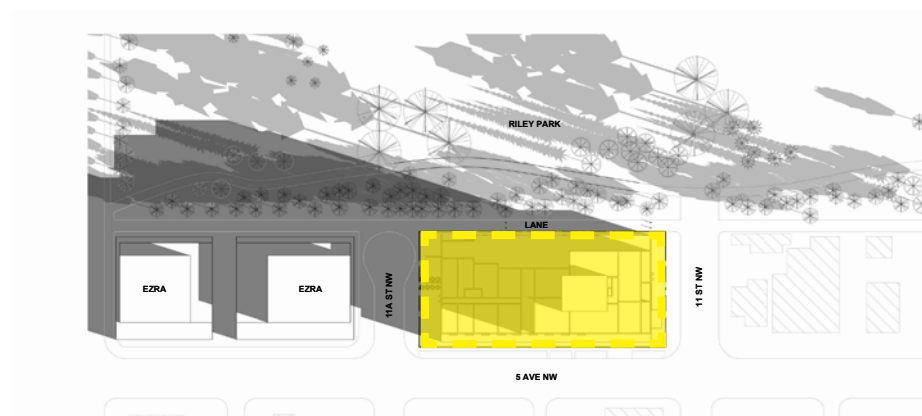 RILEY PARK
LANE
EZRA
EZRA
11A ST NW
11 ST NW
5 AVE NW